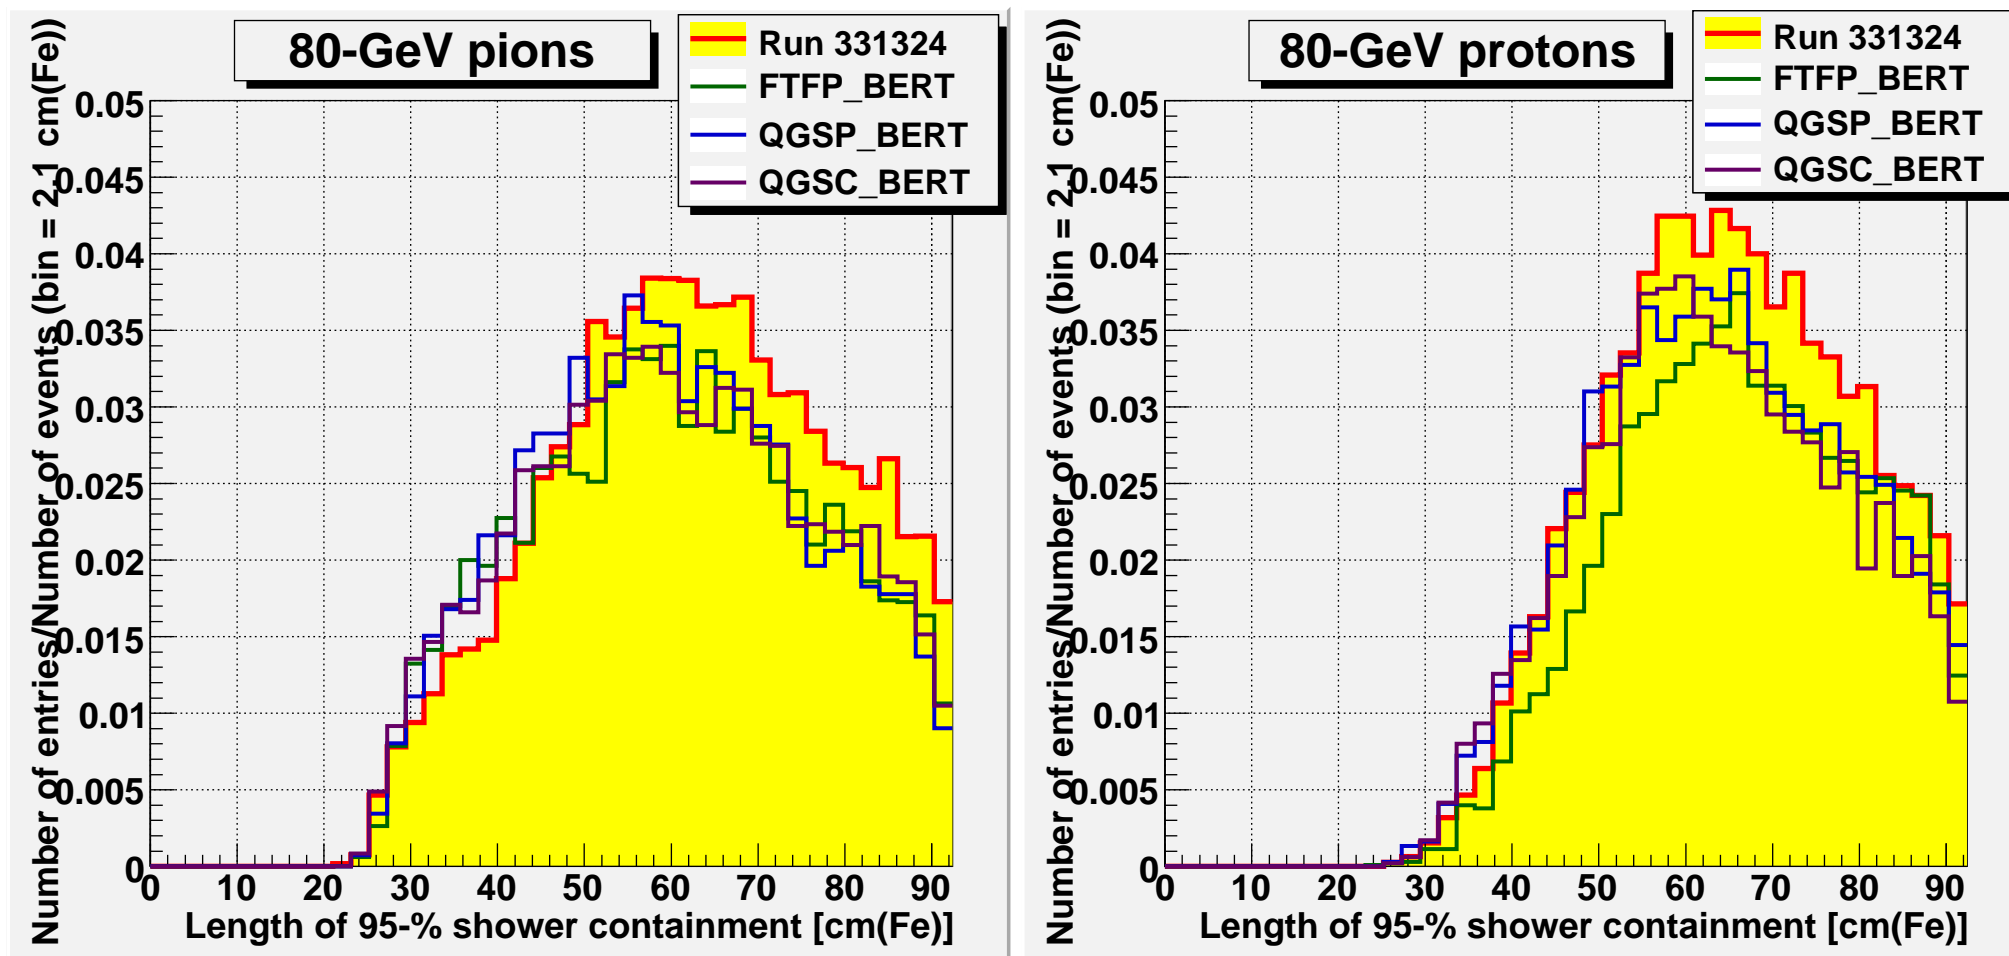 80-GeV pions
Run 331324
FTFP_BERT
QGSP_BERT
QGSC_BERT
Number of entries/Number of events (bin = 2.1 cm(Fe))
0.05
0.045
0.04
0.035
0.03
0.025
0.02
0.015
0.01
0.005
0
0 10 20 30 40 50 60 70 80 90
Length of 95-% shower containment [cm(Fe)]
80-GeV protons
Run 331324
FTFP_BERT
QGSP_BERT
QGSC_BERT
Number of entries/Number of events (bin = 2.1 cm(Fe))
0.05
0.045
0.04
0.035
0.03
0.025
0.02
0.015
0.01
0.005
0
0 10 20 30 40 50 60 70 80 90
Length of 95-% shower containment [cm(Fe)]